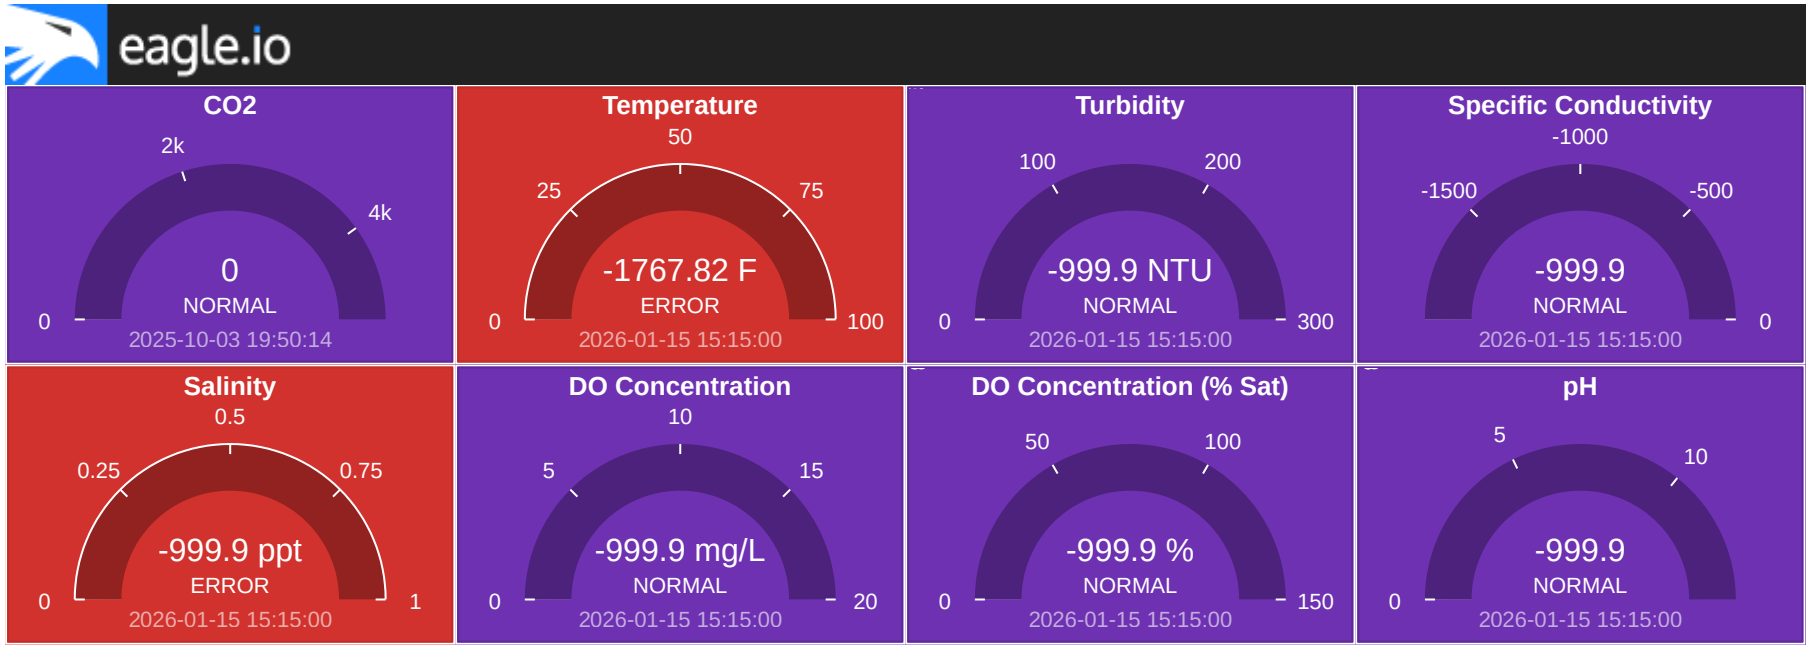 eagle.io
CO2
2k
4k
0
0
NORMAL
2025-10-03 19:50:14
Temperature
50
25
75
-1767.82 F
ERROR
0
100
2026-01-15 15:15:00
Turbidity
100
200
-999.9 NTU
NORMAL
0
300
2026-01-15 15:15:00
Specific Conductivity
-1000
-1500
-500
-999.9
NORMAL
0
2026-01-15 15:15:00
Salinity
0.5
0.25
0.75
-999.9 ppt
ERROR
0
1
2026-01-15 15:15:00
DO Concentration
10
5
15
-999.9 mg/L
NORMAL
0
20
2026-01-15 15:15:00
DO Concentration (% Sat)
50
100
-999.9 %
NORMAL
0
150
2026-01-15 15:15:00
pH
5
10
-999.9
NORMAL
0
2026-01-15 15:15:00